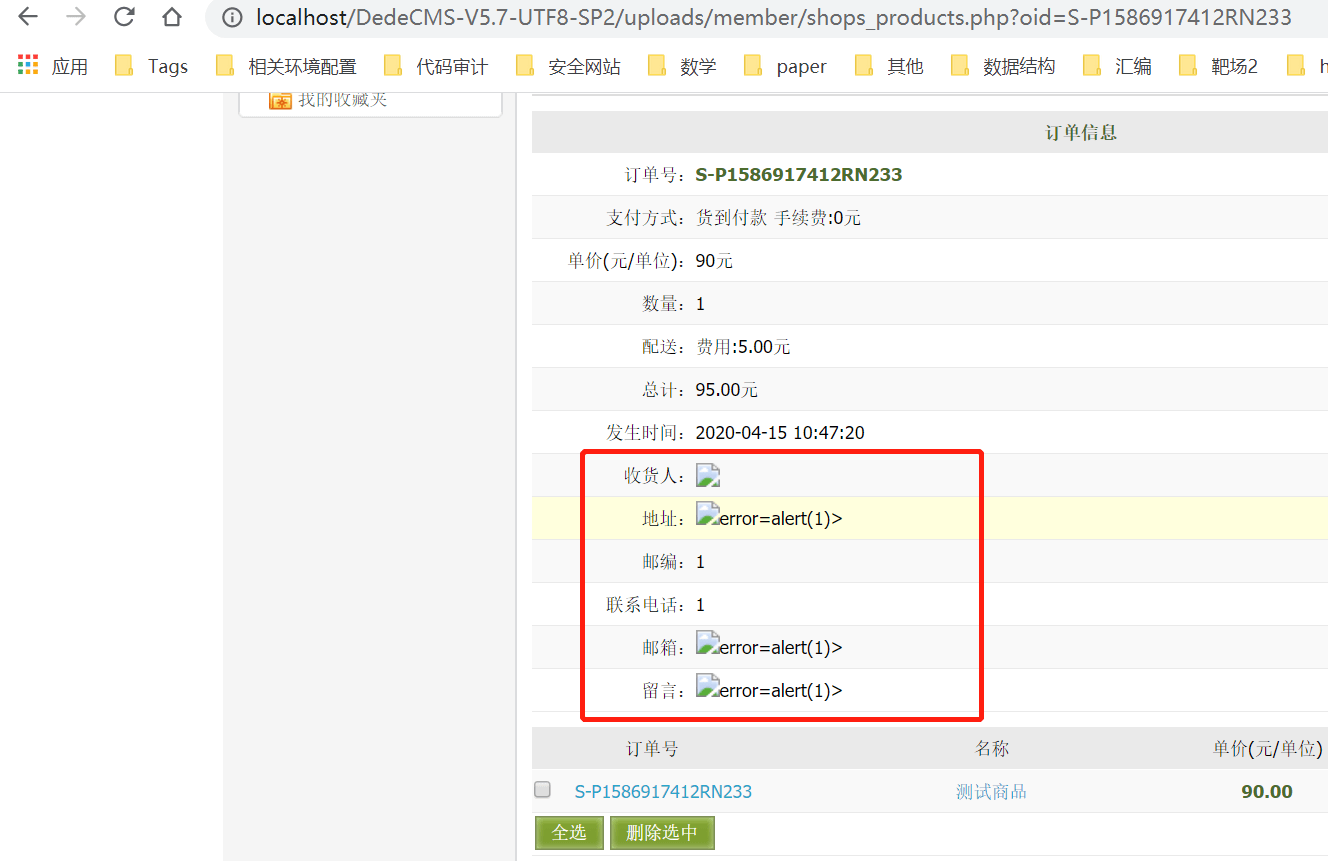 localhost/DedeCMS-V5.7-UTF8-SP2/uploads/member/shops_products.php?oid=S-P1586917412RN233
应用 Tags 相关环境配置 代码审计 安全网站 数学 paper 其他 数据结构 汇编 靶场2
我的收藏夹
订单信息
订单号: S-P1586917412RN233
支付方式: 货到付款 手续费:0元
单价(元/单位): 90元
数量: 1
配送: 费用:5.00元
总计: 95.00元
发生时间: 2020-04-15 10:47:20
收货人:
地址: error=alert(1)>
邮编: 1
联系电话: 1
邮箱: error=alert(1)>
留言: error=alert(1)>
订单号 名称 单价(元/单位)
S-P1586917412RN233 测试商品 90.00
全选 删除选中